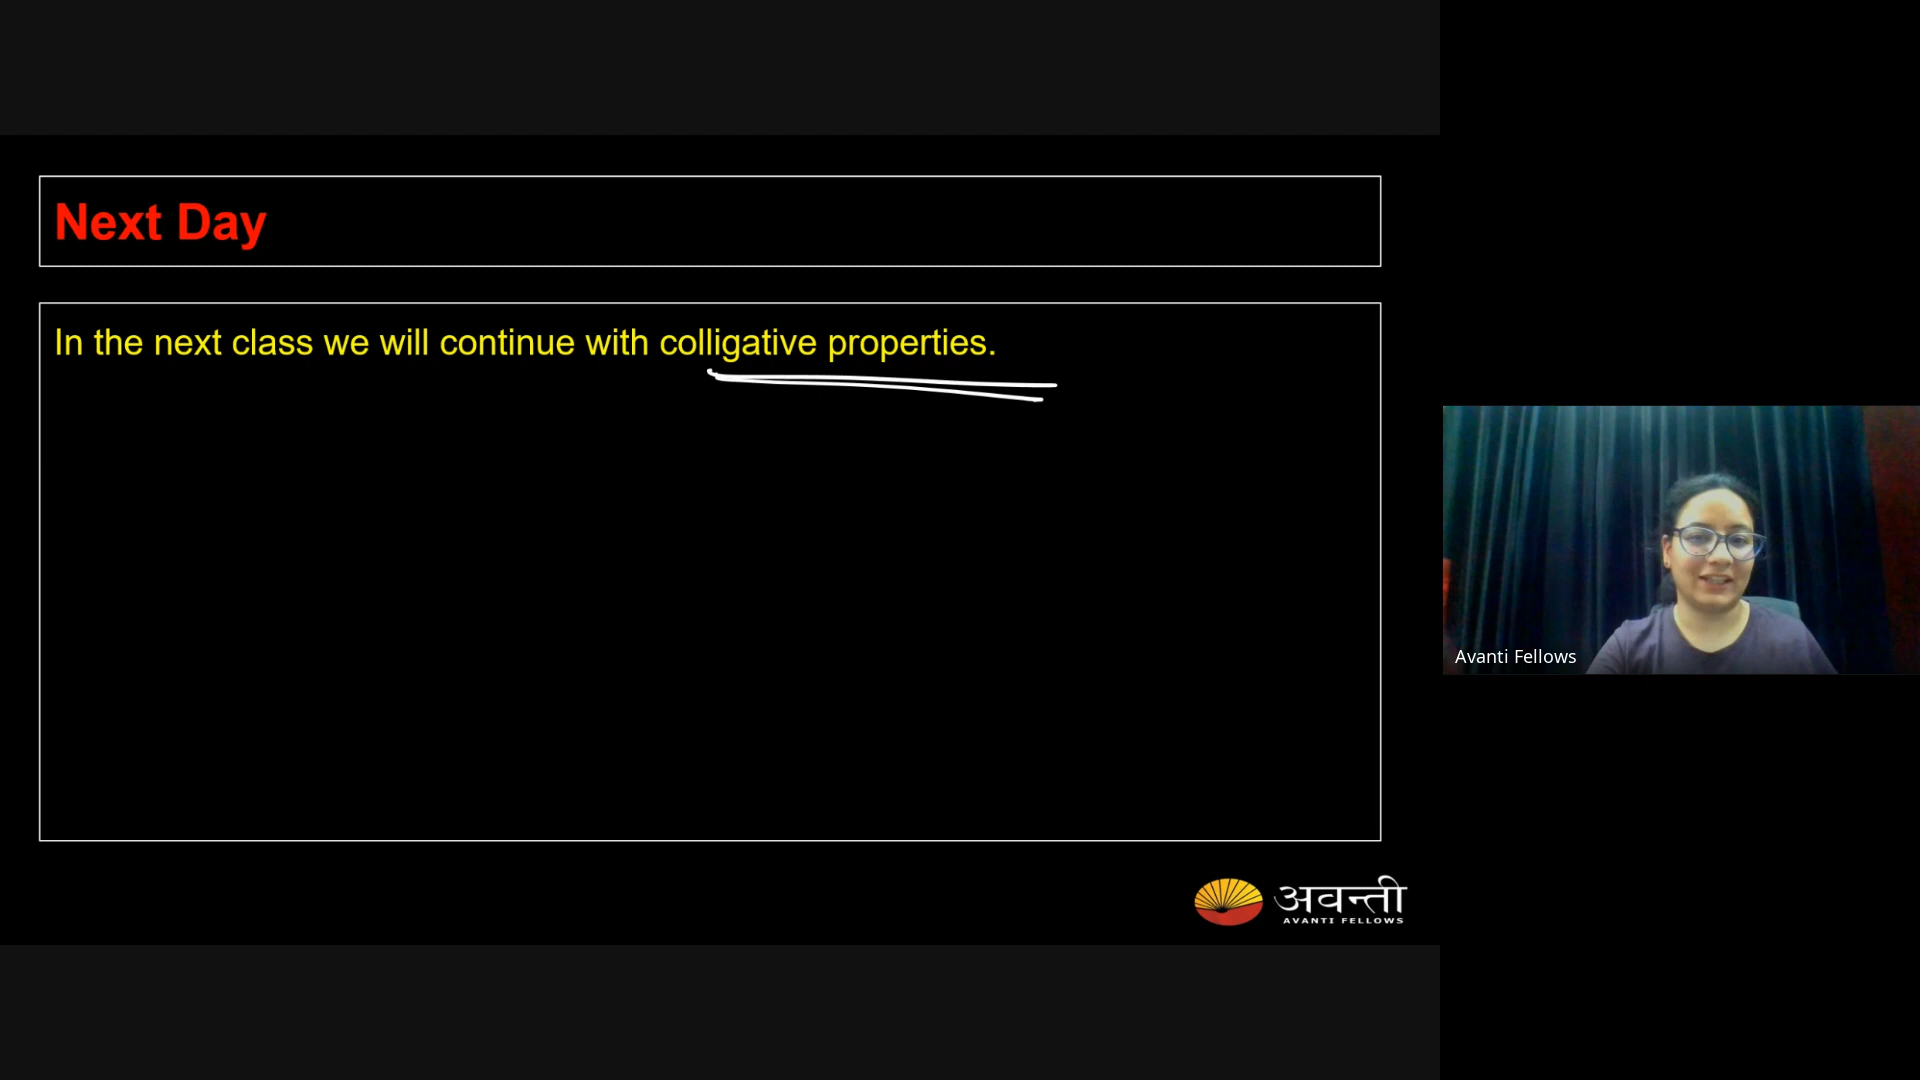 Next Day
In the next class we will continue with colligative properties.
Avanti Fellows
अवन्ती
AVANTI FELLOWS